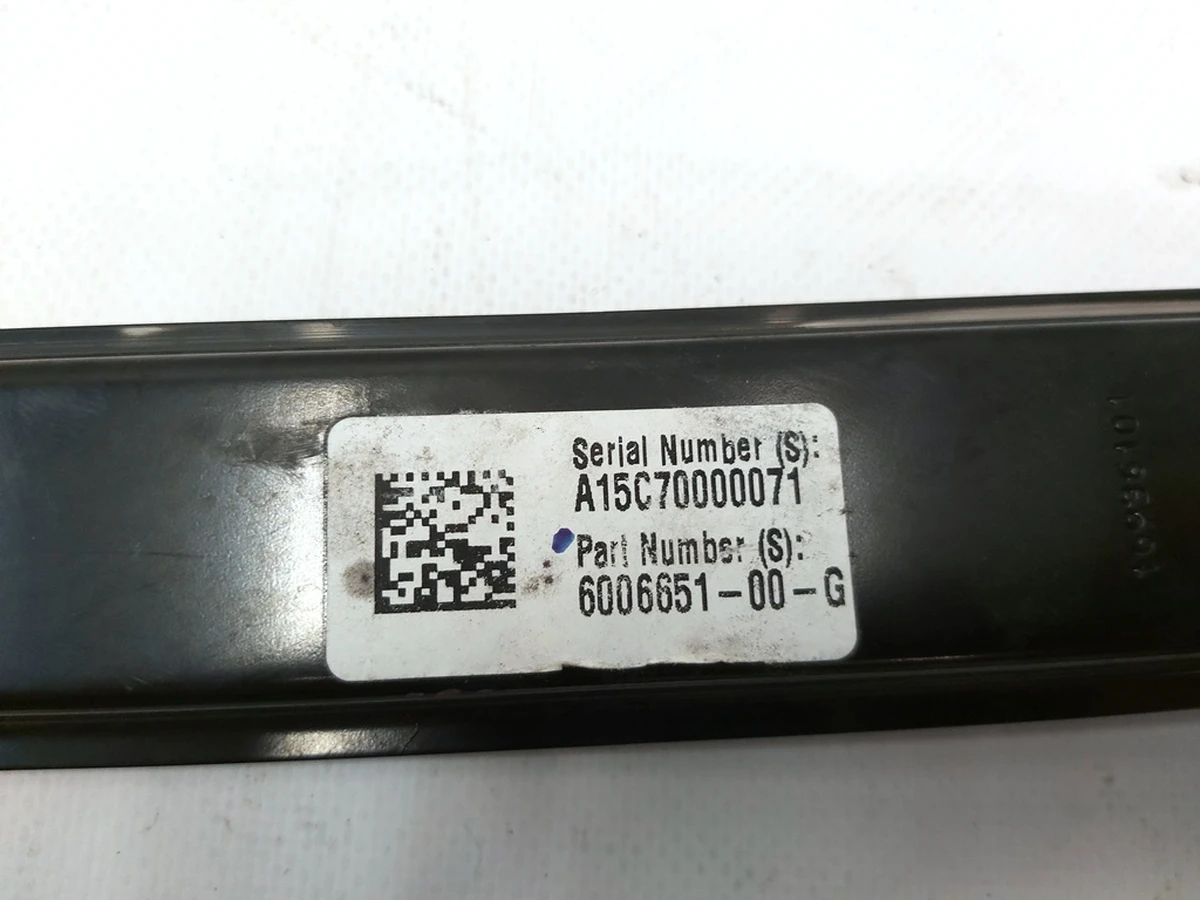 Serial Number (S):
A15C70000071
Part Number (S):
6006651-00-G